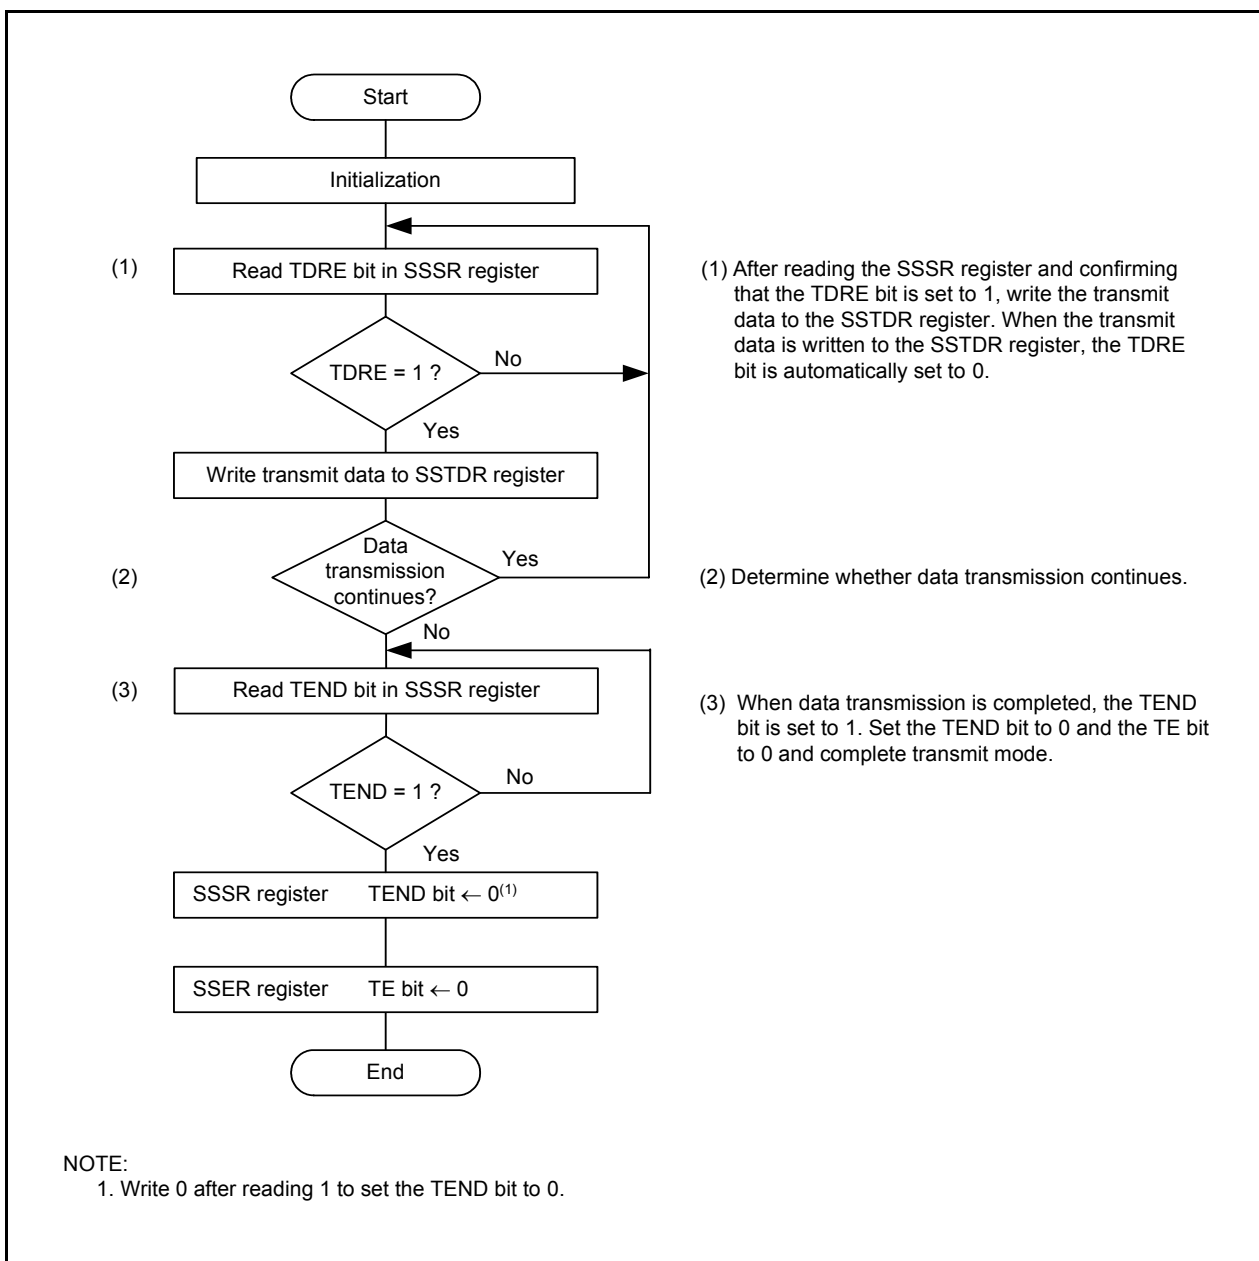 Start
Initialization
(1)
Read TDRE bit in SSSR register
TDRE = 1 ?
No
Yes
Write transmit data to SSTDR register
(2)
Data
transmission
continues?
Yes
No
(3)
Read TEND bit in SSSR register
TEND = 1 ?
No
Yes
SSSR register TEND bit ← 0(1)
SSER register TE bit ← 0
End
(1) After reading the SSSR register and confirming
that the TDRE bit is set to 1, write the transmit
data to the SSTDR register. When the transmit
data is written to the SSTDR register, the TDRE
bit is automatically set to 0.
(2) Determine whether data transmission continues.
(3) When data transmission is completed, the TEND
bit is set to 1. Set the TEND bit to 0 and the TE bit
to 0 and complete transmit mode.
NOTE:
1. Write 0 after reading 1 to set the TEND bit to 0.